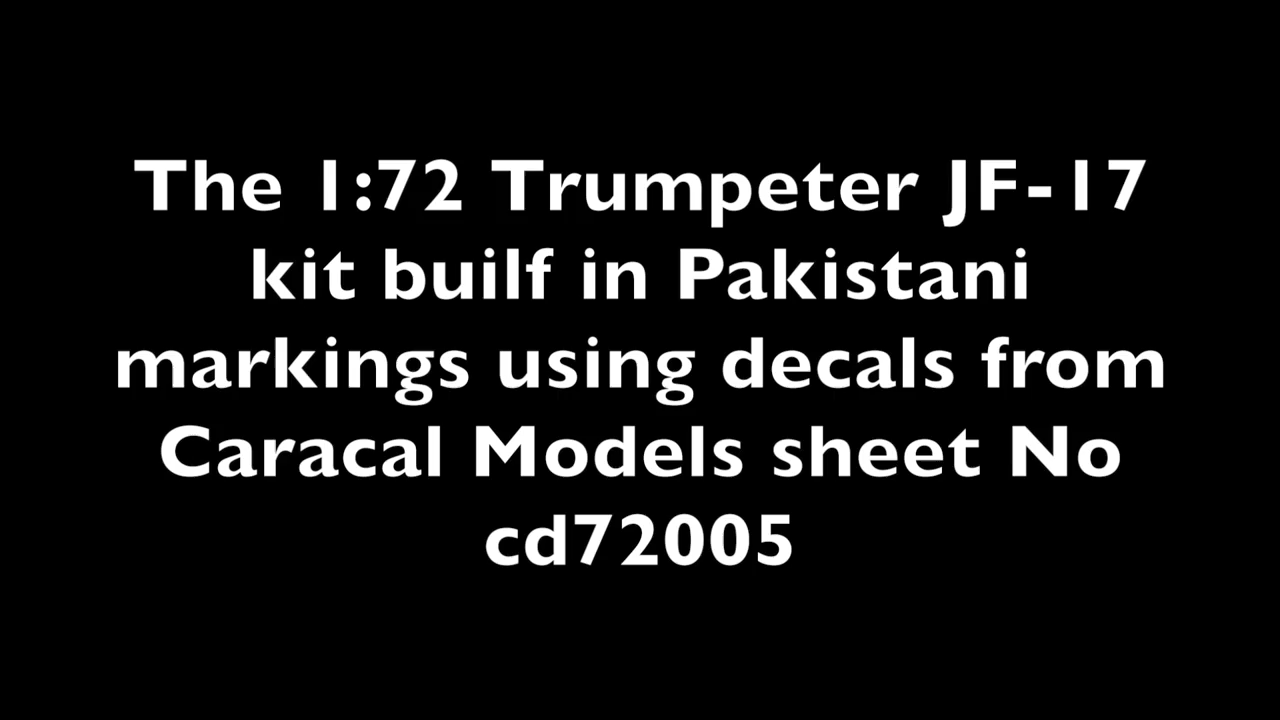 The 1:72 Trumpeter JF-17
kit builf in Pakistani
markings using decals from
Caracal Models sheet No
cd72005